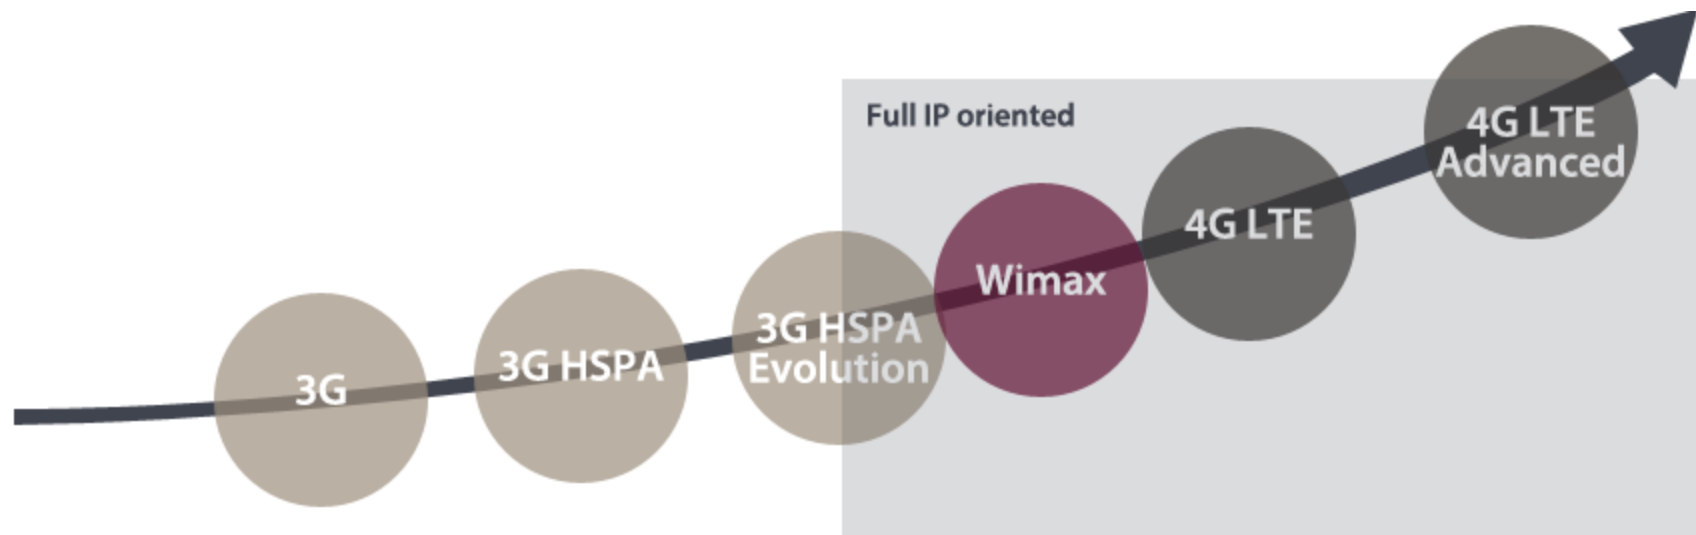 Full IP oriented
3G
3G HSPA
3G HSPA
Evolution
Wimax
4G LTE
4G LTE
Advanced